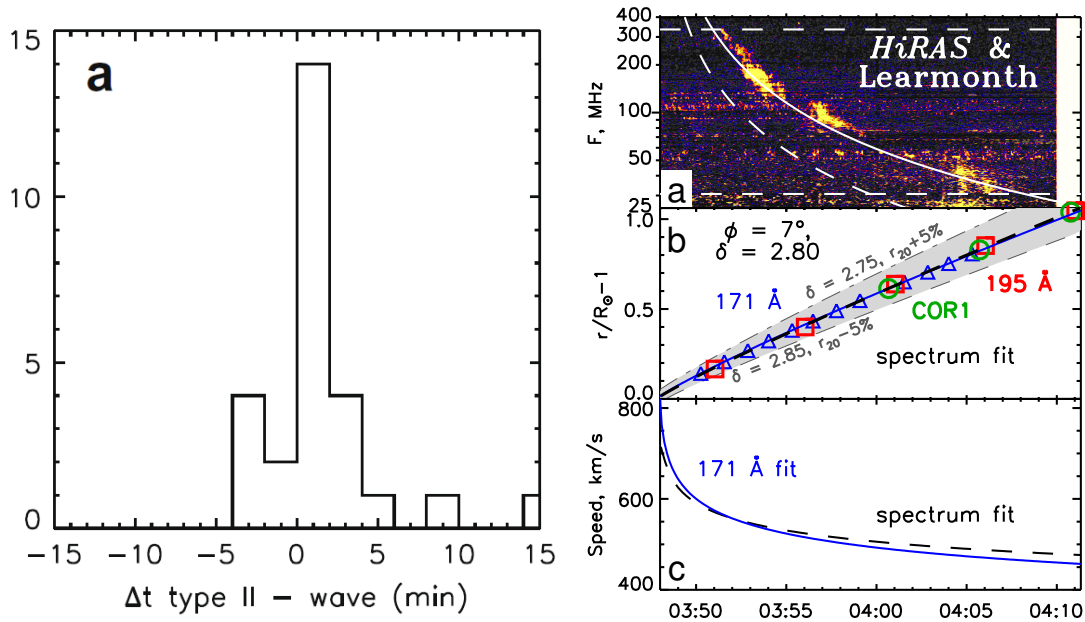 a
15
10
5
0
−15 −10 −5 0 5 10 15
Δt type II − wave (min)
400
300
200
100
50
25
F, MHz
HiRAS &
Learmonth
a
1.0
0.5
0.0
r/R⊙−1
b
ϕ = 7°,
δ = 2.80
δ = 2.75, r₂₀+5%
171 Å
195 Å
COR1
δ = 2.85, r₂₀−5%
spectrum fit
800
600
400
Speed, km/s
171 Å fit
spectrum fit
c
03:50 03:55 04:00 04:05 04:10